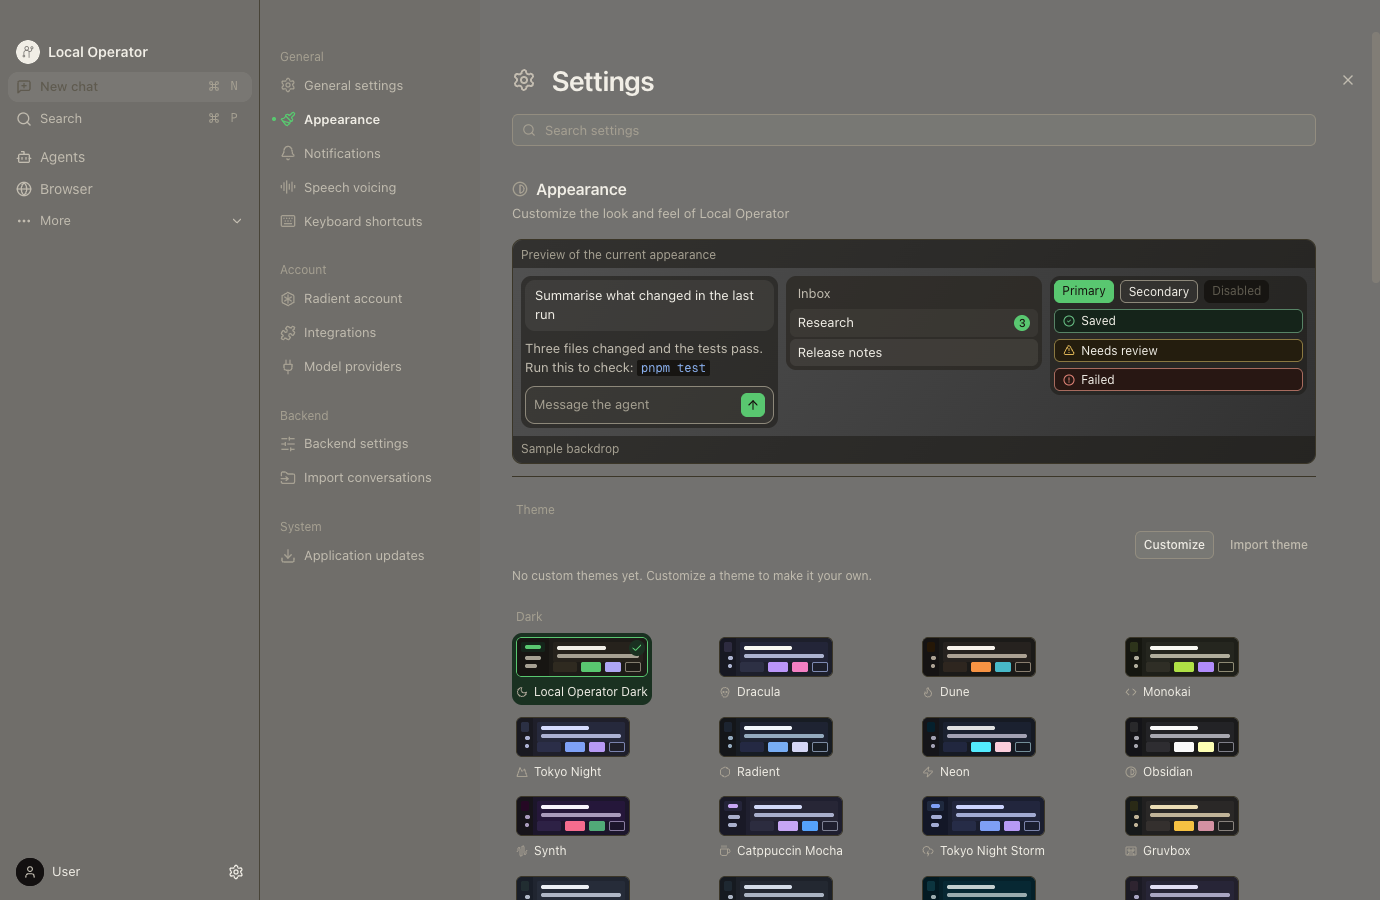 Local Operator
New chat ⌘ N
Search ⌘ P
Agents
Browser
More
User
General
General settings
Appearance
Notifications
Speech voicing
Keyboard shortcuts
Account
Radient account
Integrations
Model providers
Backend
Backend settings
Import conversations
System
Application updates
Settings
Search settings
Appearance
Customize the look and feel of Local Operator
Preview of the current appearance
Summarise what changed in the last
run
Three files changed and the tests pass.
Run this to check: pnpm test
Message the agent
Inbox
Research 3
Release notes
Primary Secondary Disabled
Saved
Needs review
Failed
Sample backdrop
Theme
Customize Import theme
No custom themes yet. Customize a theme to make it your own.
Dark
Local Operator Dark Dracula Dune Monokai
Tokyo Night Radient Neon Obsidian
Synth Catppuccin Mocha Tokyo Night Storm Gruvbox